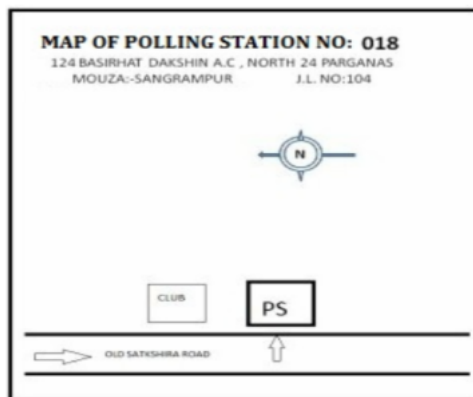 MAP OF POLLING STATION NO: 018
124 BASIRHAT DAKSHIN A.C , NORTH 24 PARGANAS
MOUZA:-SANGRAMPUR J.L. NO:104
N
CLUB
PS
OLD SATKSHIRA ROAD